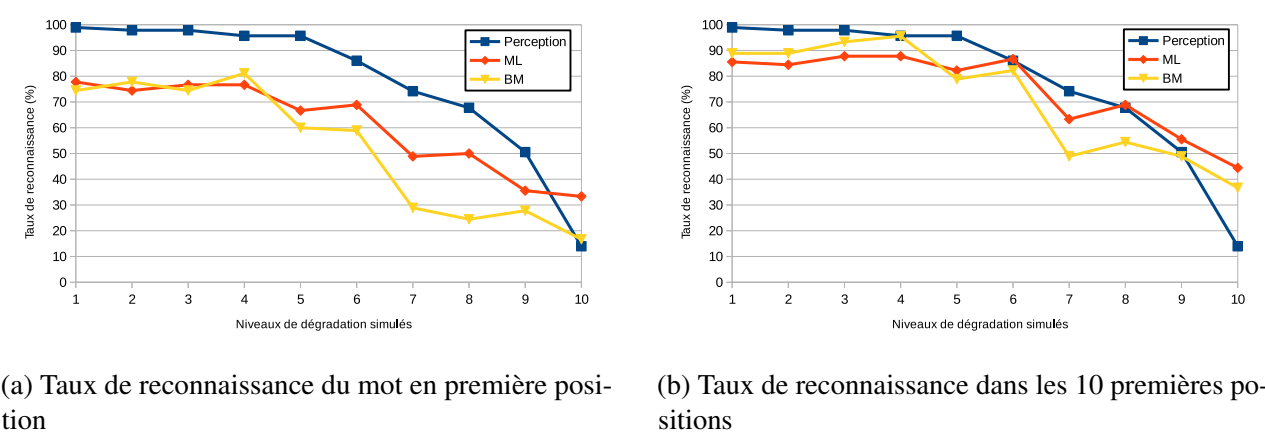 100
90
80
70
60
50
40
30
20
10
0
Taux de reconnaissance (%)
Perception
ML
BM
1 2 3 4 5 6 7 8 9 10
Niveaux de dégradation simulés
(a) Taux de reconnaissance du mot en première posi-
tion
100
90
80
70
60
50
40
30
20
10
0
Taux de reconnaissance (%)
Perception
ML
BM
1 2 3 4 5 6 7 8 9 10
Niveaux de dégradation simulés
(b) Taux de reconnaissance dans les 10 premières po-
sitions